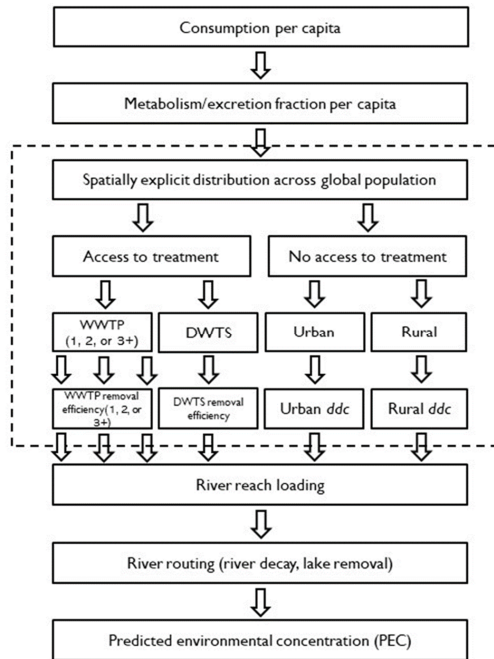 Consumption per capita
Metabolism/excretion fraction per capita
Spatially explicit distribution across global population
Access to treatment
No access to treatment
WWTP
(1, 2, or 3+)
DWTS
Urban
Rural
WWTP removal
efficiency(1, 2, or
3+)
DWTS removal
efficiency
Urban ddc
Rural ddc
River reach loading
River routing (river decay, lake removal)
Predicted environmental concentration (PEC)